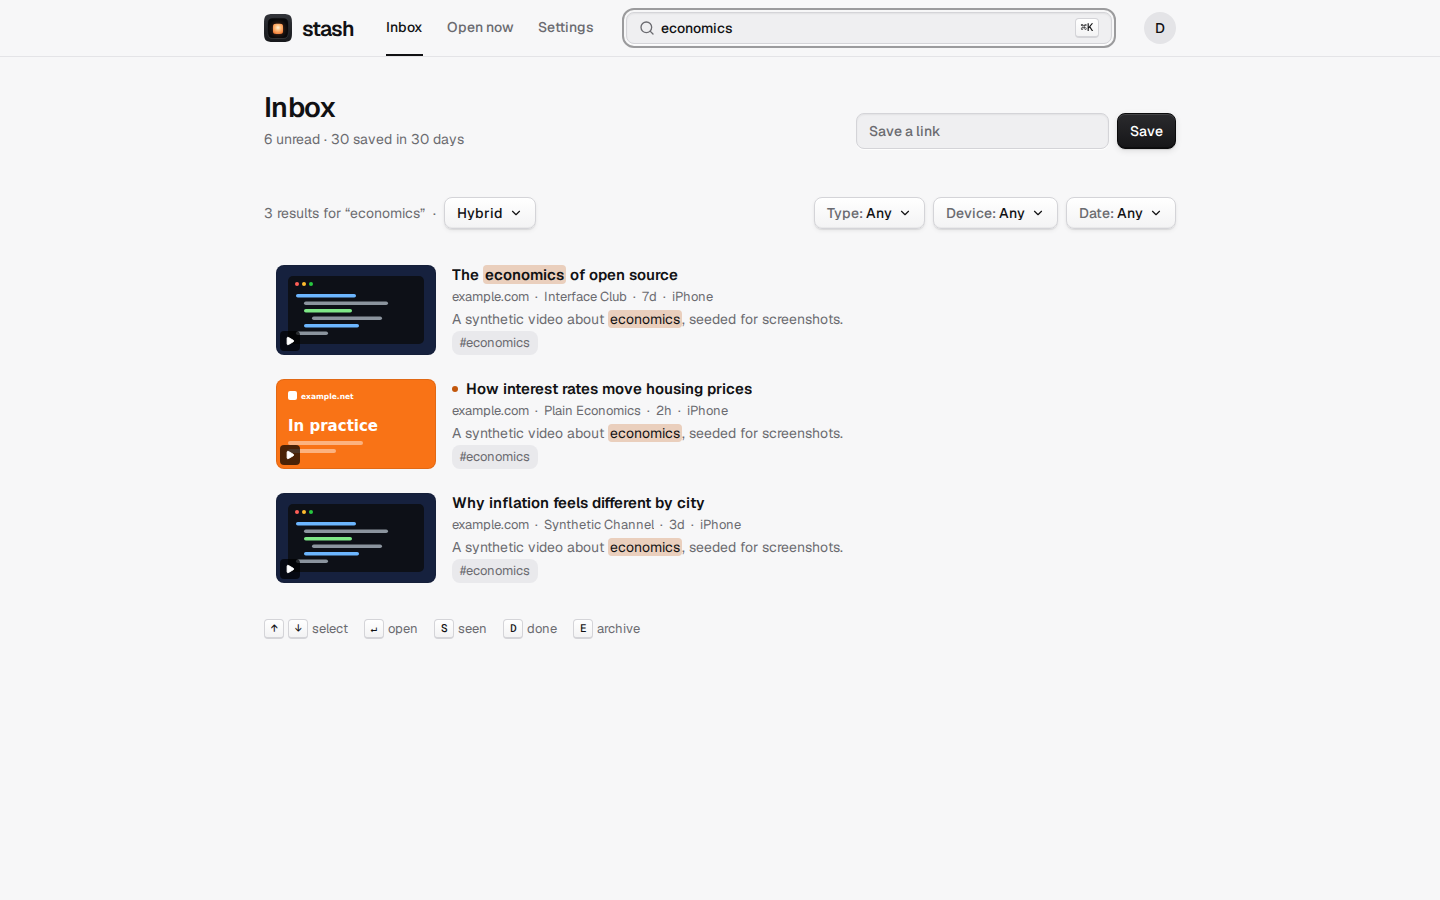 stash Inbox Open now Settings economics ⌘K D
Inbox
6 unread · 30 saved in 30 days
Save a link Save
3 results for “economics” · Hybrid Type: Any Device: Any Date: Any
The economics of open source
example.com · Interface Club · 7d · iPhone
A synthetic video about economics, seeded for screenshots.
#economics
example.net
In practice
How interest rates move housing prices
example.com · Plain Economics · 2h · iPhone
A synthetic video about economics, seeded for screenshots.
#economics
Why inflation feels different by city
example.com · Synthetic Channel · 3d · iPhone
A synthetic video about economics, seeded for screenshots.
#economics
↑ ↓ select ↵ open S seen D done E archive